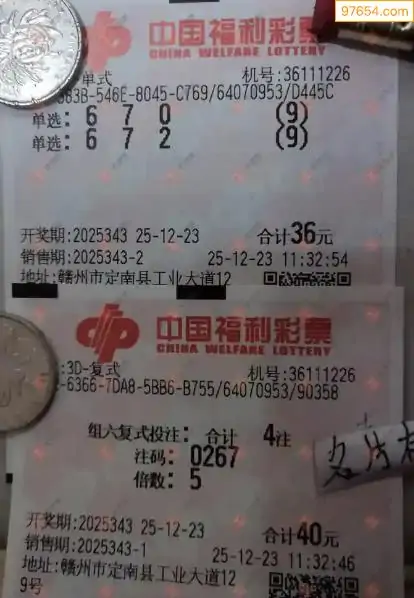 97654.com
中国福利彩票
CHINA WELFARE LOTTERY
单式
机号:36111226
383B-546E-8045-C769/64070953/D445C
单选: 6 7 0 (9)
单选: 6 7 2 (9)
开奖期:2025343 25-12-23 合计36元
销售期:2025343-2 25-12-23 11:32:54
地址:赣州市定南县工业大道12
中国福利彩票
CHINA WELFARE LOTTERY
:3D-复式
机号:36111226
-6366-7DA8-5BB6-B755/64070953/90358
组六复式投注: 合计 4注
注码: 0267
倍数: 5
开奖期:2025343 25-12-23 合计40元
销售期:2025343-1 25-12-23 11:32:46
地址:赣州市定南县工业大道12
9号